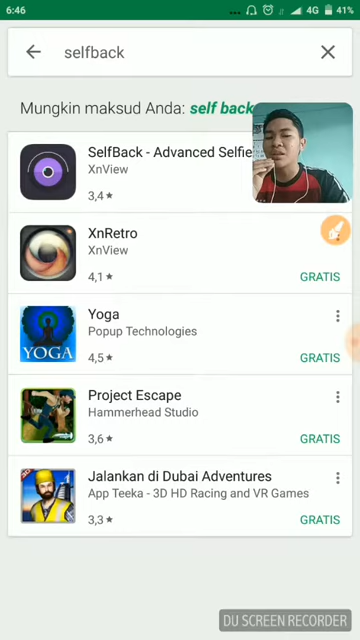 6:46
... 4G 41%
selfback
Mungkin maksud Anda: self back
SelfBack - Advanced Selfie
XnView
3,4★
XnRetro
XnView
4,1★
GRATIS
YOGA
Yoga
Popup Technologies
4,5★
GRATIS
Project Escape
Hammerhead Studio
3,6★
GRATIS
Jalankan di Dubai Adventures
App Teeka - 3D HD Racing and VR Games
3,3★
GRATIS
DU SCREEN RECORDER